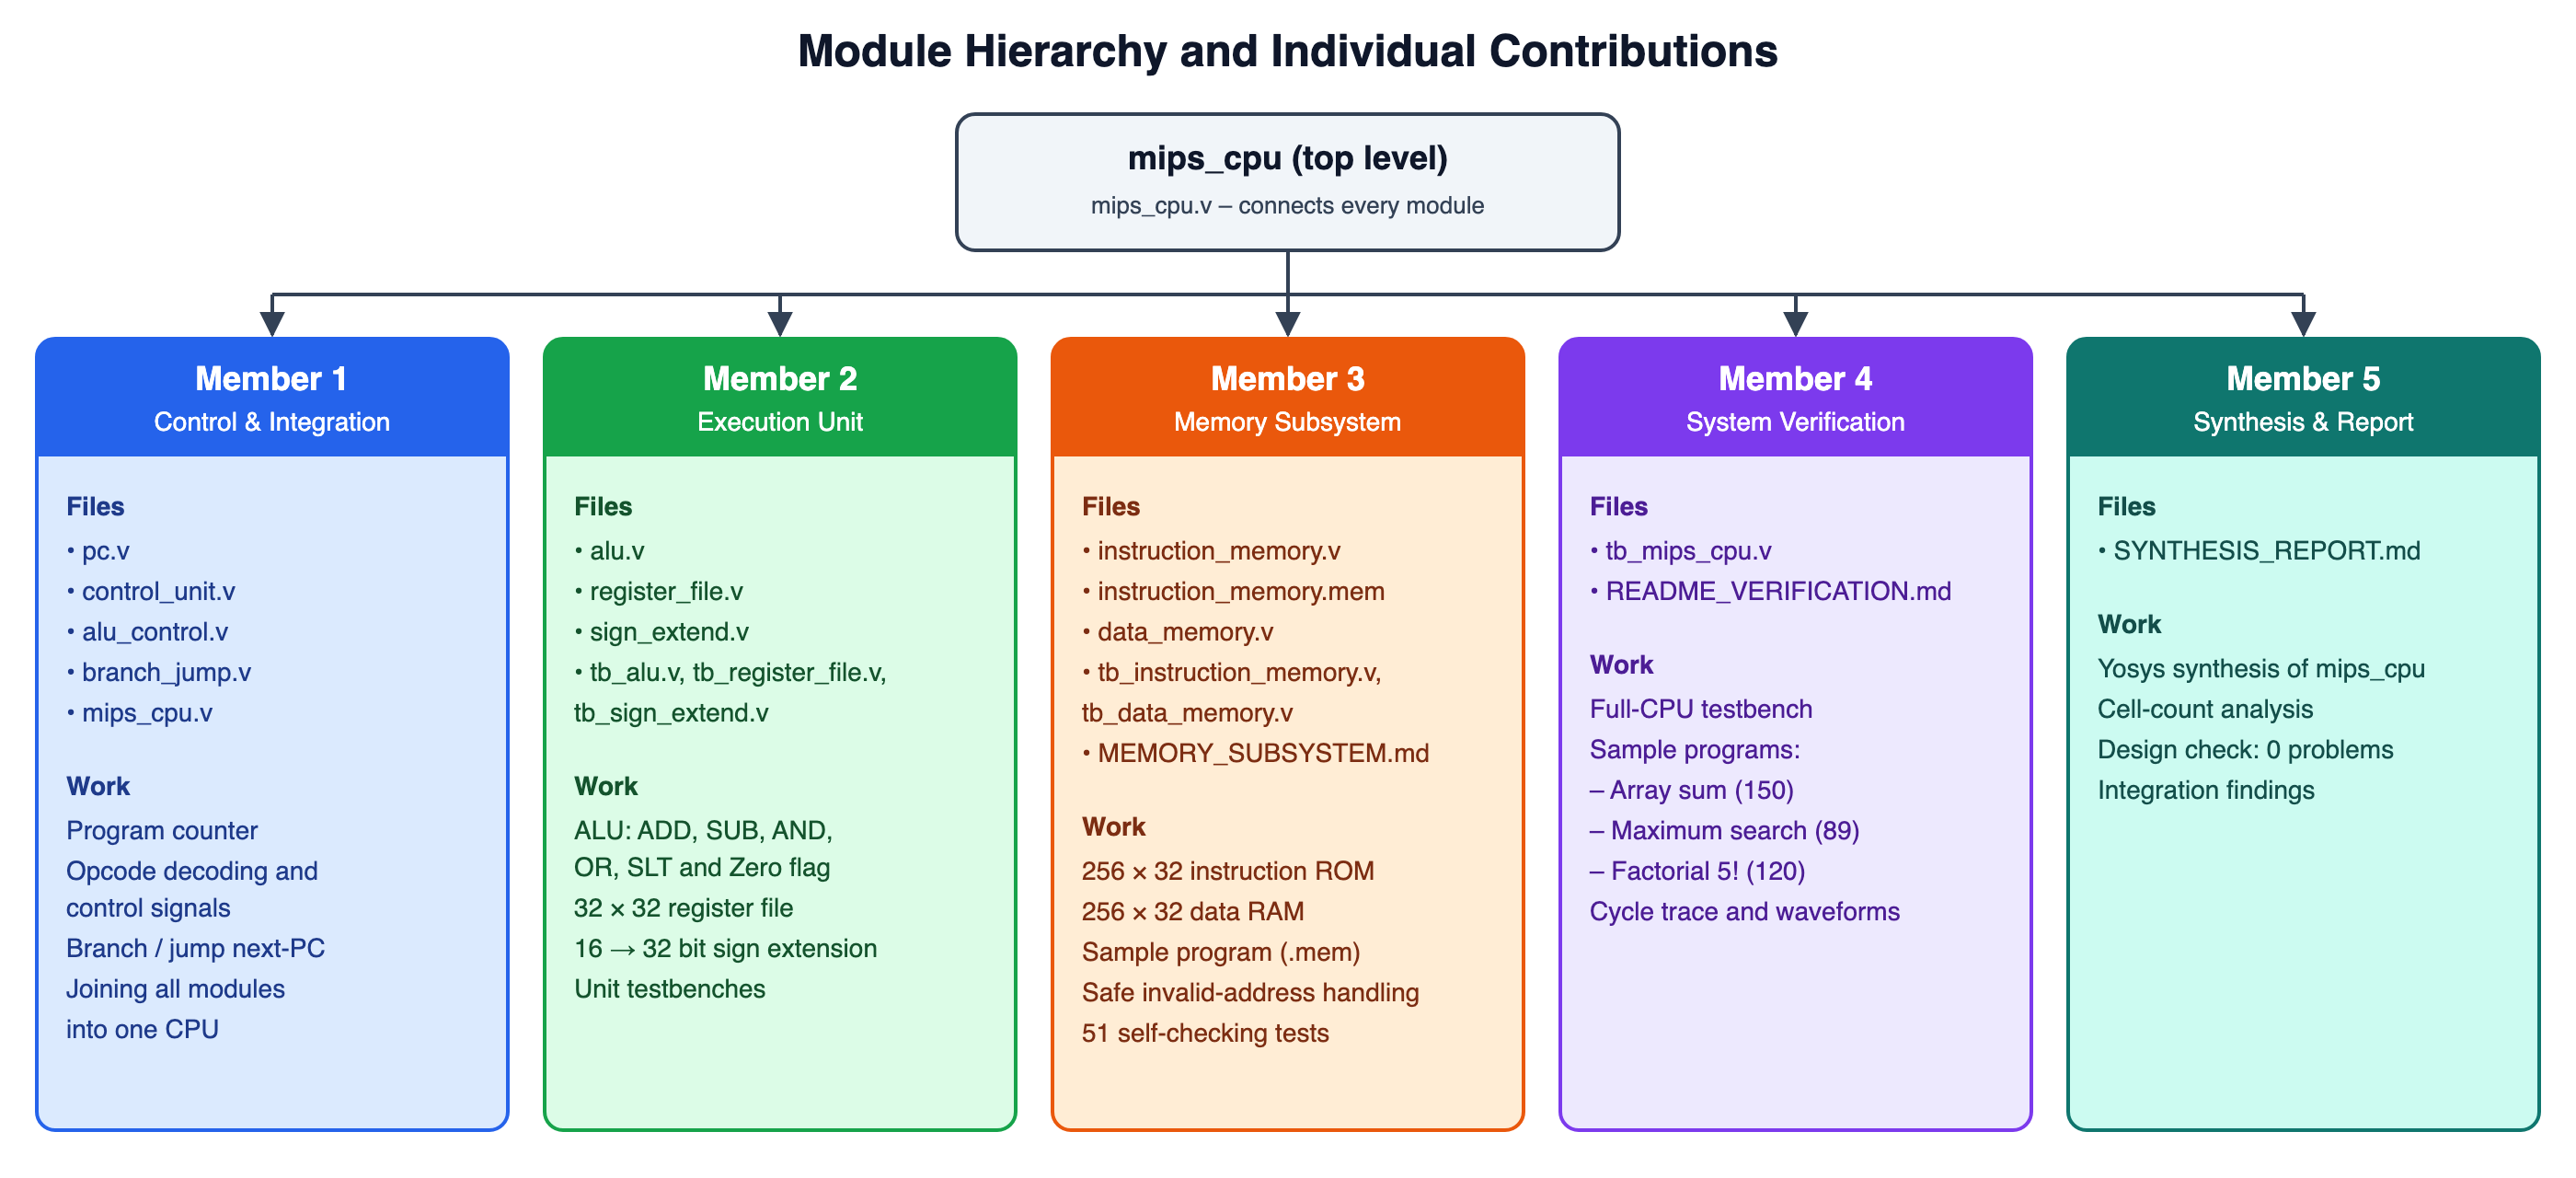 Module Hierarchy and Individual Contributions
mips_cpu (top level)
mips_cpu.v – connects every module
Member 1
Control & Integration
Files
• pc.v
• control_unit.v
• alu_control.v
• branch_jump.v
• mips_cpu.v
Work
Program counter
Opcode decoding and
control signals
Branch / jump next-PC
Joining all modules
into one CPU
Member 2
Execution Unit
Files
• alu.v
• register_file.v
• sign_extend.v
• tb_alu.v, tb_register_file.v,
tb_sign_extend.v
Work
ALU: ADD, SUB, AND,
OR, SLT and Zero flag
32 × 32 register file
16 → 32 bit sign extension
Unit testbenches
Member 3
Memory Subsystem
Files
• instruction_memory.v
• instruction_memory.mem
• data_memory.v
• tb_instruction_memory.v,
tb_data_memory.v
• MEMORY_SUBSYSTEM.md
Work
256 × 32 instruction ROM
256 × 32 data RAM
Sample program (.mem)
Safe invalid-address handling
51 self-checking tests
Member 4
System Verification
Files
• tb_mips_cpu.v
• README_VERIFICATION.md
Work
Full-CPU testbench
Sample programs:
– Array sum (150)
– Maximum search (89)
– Factorial 5! (120)
Cycle trace and waveforms
Member 5
Synthesis & Report
Files
• SYNTHESIS_REPORT.md
Work
Yosys synthesis of mips_cpu
Cell-count analysis
Design check: 0 problems
Integration findings